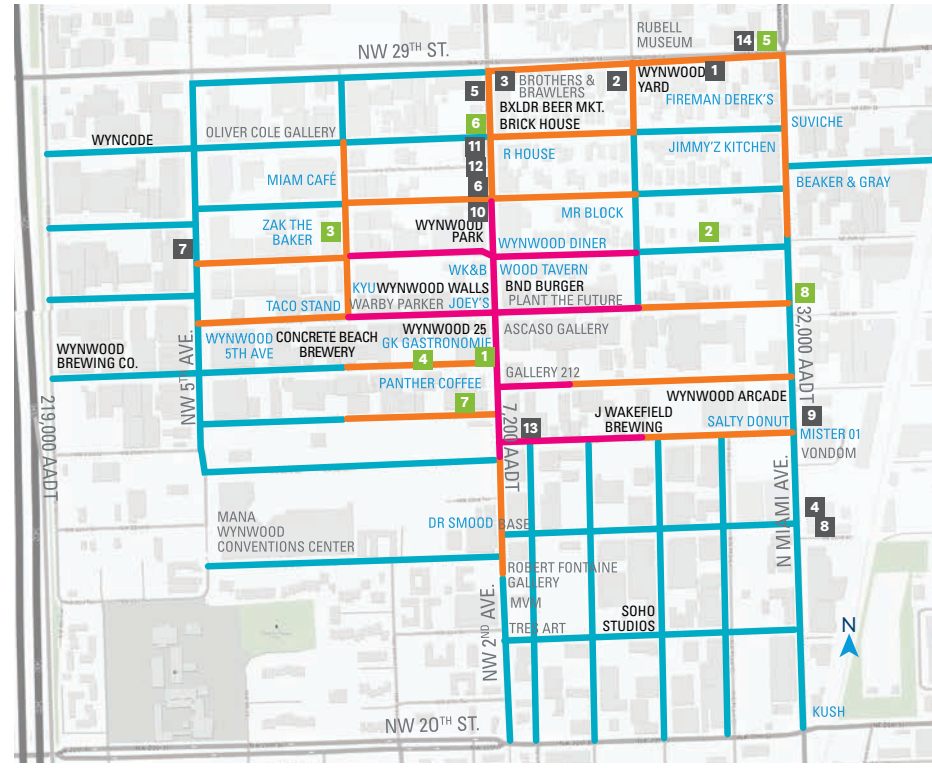 RUBELL
MUSEUM
NW 29TH ST.
14
5
3
BROTHERS &
BRAWLERS
2
WYNWOOD
YARD
1
5
BXLDR BEER MKT.
FIREMAN DEREK'S
6
BRICK HOUSE
SUVICHE
WYNCODE
OLIVER COLE GALLERY
11
R HOUSE
JIMMY'Z KITCHEN
12
MIAM CAFÉ
6
BEAKER & GRAY
10
MR BLOCK
ZAK THE
BAKER
3
WYNWOOD
PARK
2
7
WYNWOOD DINER
WK&B
WOOD TAVERN
KYU
WYNWOOD WALLS
BND BURGER
8
TACO STAND
WARBY PARKER
JOEY'S
PLANT THE FUTURE
WYNWOOD
5TH AVE
CONCRETE BEACH
BREWERY
WYNWOOD 25
GK GASTRONOMIE
ASCASO GALLERY
32,000 AADT
WYNWOOD
BREWING CO.
NW 5TH AVE.
4
1
GALLERY 212
PANTHER COFFEE
WYNWOOD ARCADE
7
7,200 AADT
13
J WAKEFIELD
BREWING
SALTY DONUT
9
MISTER 01
VONDOM
219,000 AADT
N MIAMI AVE.
4
8
MANA
WYNWOOD
CONVENTIONS CENTER
DR SMOOD
BASE
ROBERT FONTAINE
GALLERY
NW 2ND AVE.
MVM
SOHO
STUDIOS
TRES ART
N
KUSH
NW 20TH ST.